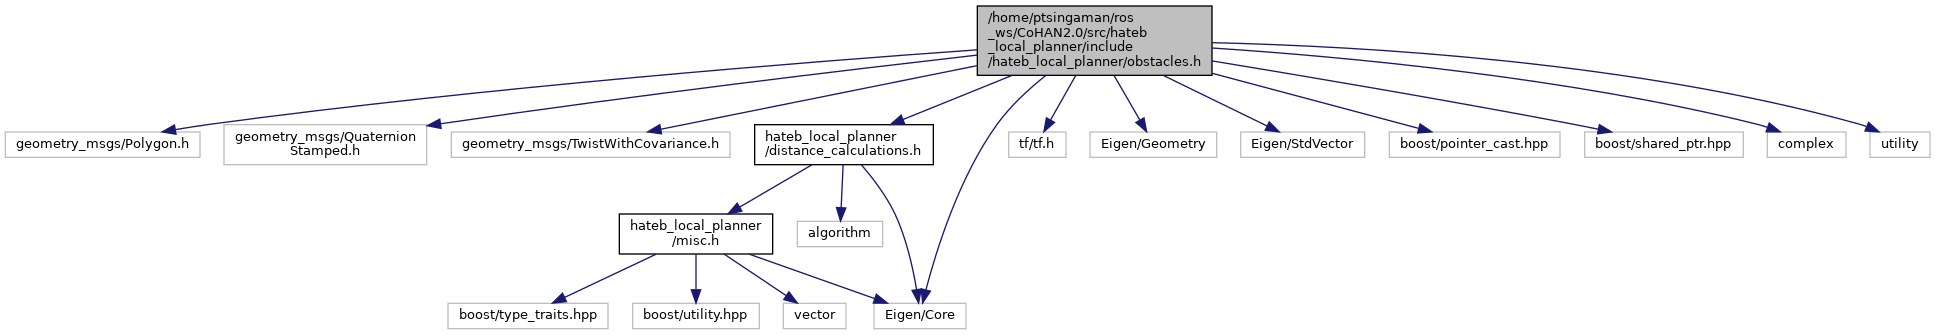 /home/ptsingaman/ros
_ws/CoHAN2.0/src/hateb
_local_planner/include
/hateb_local_planner/obstacles.h
geometry_msgs/Polygon.h
geometry_msgs/Quaternion
Stamped.h
geometry_msgs/TwistWithCovariance.h
hateb_local_planner
/distance_calculations.h
tf/tf.h
Eigen/Geometry
Eigen/StdVector
boost/pointer_cast.hpp
boost/shared_ptr.hpp
complex
utility
hateb_local_planner
/misc.h
algorithm
boost/type_traits.hpp
boost/utility.hpp
vector
Eigen/Core